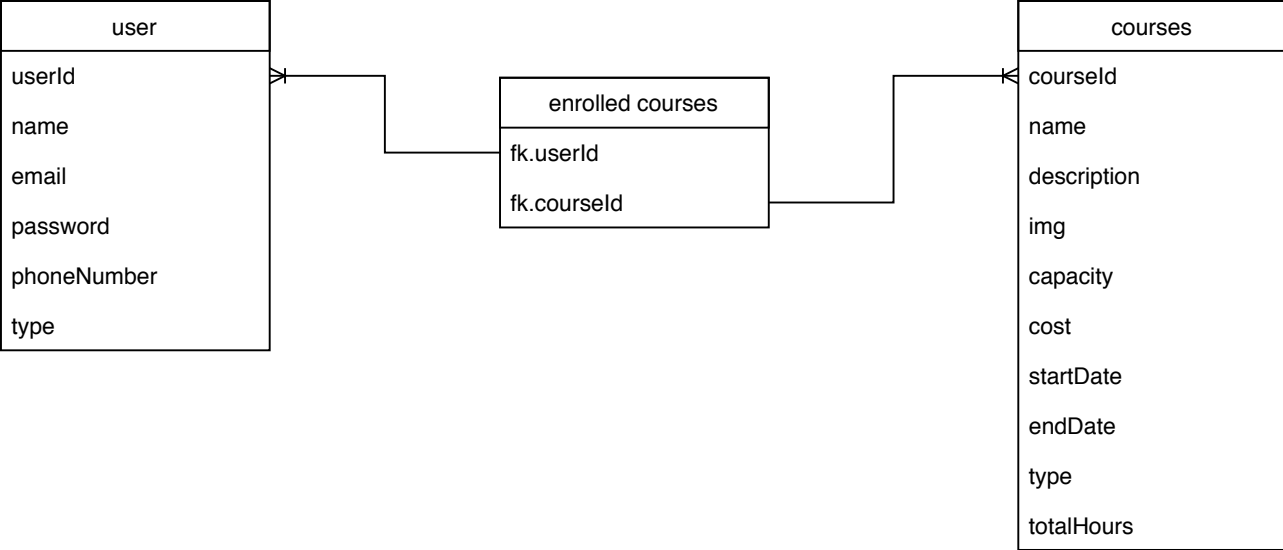 user
userId
name
email
password
phoneNumber
type
enrolled courses
fk.userId
fk.courseId
courses
courseId
name
description
img
capacity
cost
startDate
endDate
type
totalHours